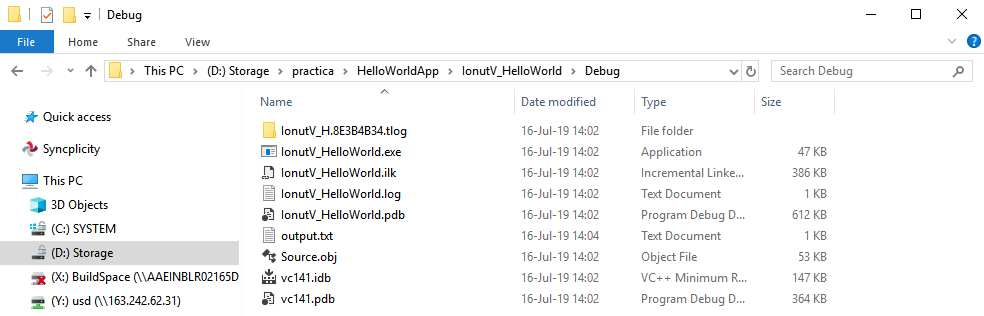 Debug
File Home Share View
This PC (D:) Storage practica HelloWorldApp IonutV_HelloWorld Debug Search Debug
Name Date modified Type Size
Quick access
Syncplicity
This PC
3D Objects
(C:) SYSTEM
(D:) Storage
(X:) BuildSpace (\\AAEINBLR02165D
(Y:) usd (\\163.242.62.31)
IonutV_H.8E3B4B34.tlog 16-Jul-19 14:02 File folder
IonutV_HelloWorld.exe 16-Jul-19 14:02 Application 47 KB
IonutV_HelloWorld.ilk 16-Jul-19 14:02 Incremental Linke... 386 KB
IonutV_HelloWorld.log 16-Jul-19 14:02 Text Document 1 KB
IonutV_HelloWorld.pdb 16-Jul-19 14:02 Program Debug D... 612 KB
output.txt 16-Jul-19 14:04 Text Document 1 KB
Source.obj 16-Jul-19 14:02 Object File 53 KB
vc141.idb 16-Jul-19 14:02 VC++ Minimum R... 147 KB
vc141.pdb 16-Jul-19 14:02 Program Debug D... 364 KB